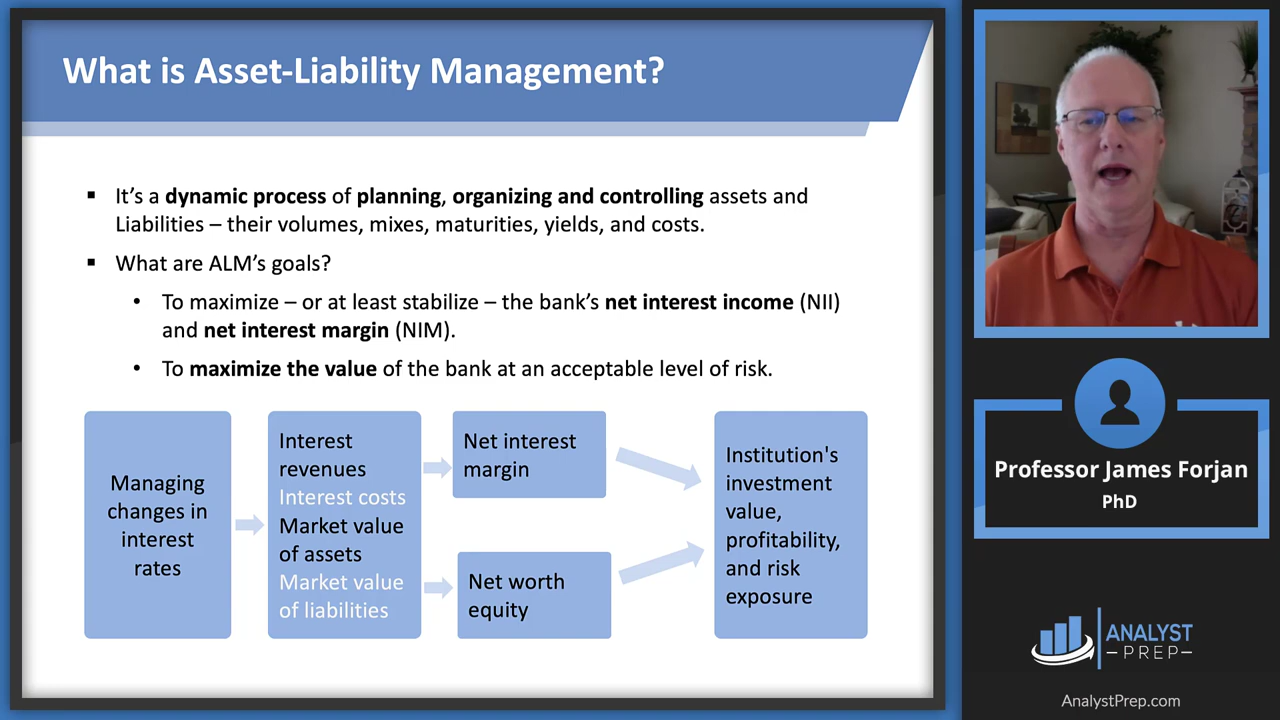 What is Asset-Liability Management?
▪ It's a dynamic process of planning, organizing and controlling assets and
Liabilities – their volumes, mixes, maturities, yields, and costs.
▪ What are ALM's goals?
• To maximize – or at least stabilize – the bank's net interest income (NII)
and net interest margin (NIM).
• To maximize the value of the bank at an acceptable level of risk.
Managing
changes in
interest
rates
Interest
revenues
Interest costs
Market value
of assets
Market value
of liabilities
Net interest
margin
Net worth
equity
Institution's
investment
value,
profitability,
and risk
exposure
Professor James Forjan
PhD
ANALYST
–PREP–
AnalystPrep.com